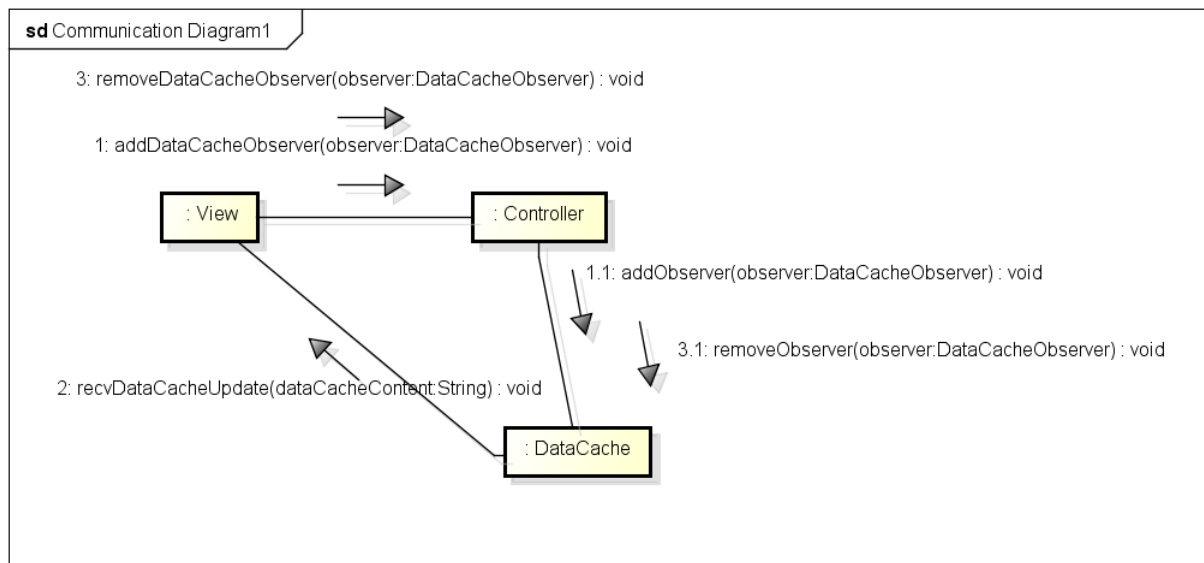 sd Communication Diagram1
3: removeDataCacheObserver(observer:DataCacheObserver) : void
1: addDataCacheObserver(observer:DataCacheObserver) : void
: View
: Controller
1.1: addObserver(observer:DataCacheObserver) : void
3.1: removeObserver(observer:DataCacheObserver) : void
2: recvDataCacheUpdate(dataCacheContent:String) : void
: DataCache